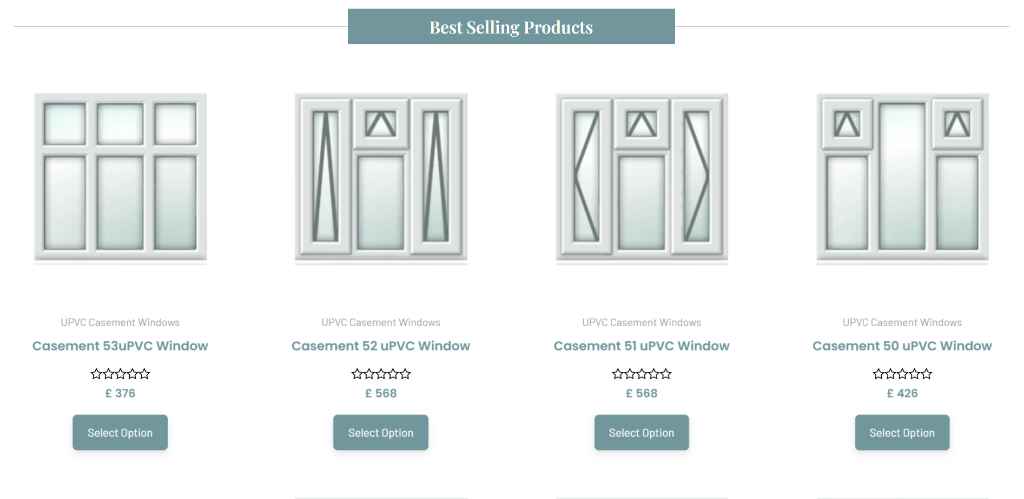 Best Selling Products
UPVC Casement Windows
Casement 53uPVC Window
£ 376
Select Option
UPVC Casement Windows
Casement 52 uPVC Window
£ 568
Select Option
UPVC Casement Windows
Casement 51 uPVC Window
£ 568
Select Option
UPVC Casement Windows
Casement 50 uPVC Window
£ 426
Select Option